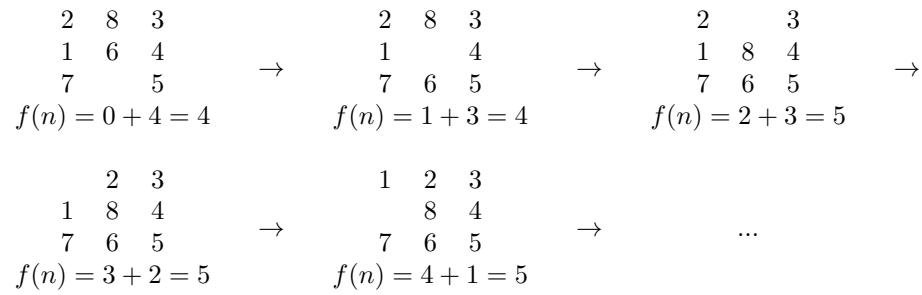 2 8 3 2 8 3 2 3
1 6 4 → 1 4 → 1 8 4 →
7 5 7 6 5 7 6 5
f(n) = 0 + 4 = 4 f(n) = 1 + 3 = 4 f(n) = 2 + 3 = 5
2 3 1 2 3
1 8 4 → 8 4 → ...
7 6 5 7 6 5
f(n) = 3 + 2 = 5 f(n) = 4 + 1 = 5